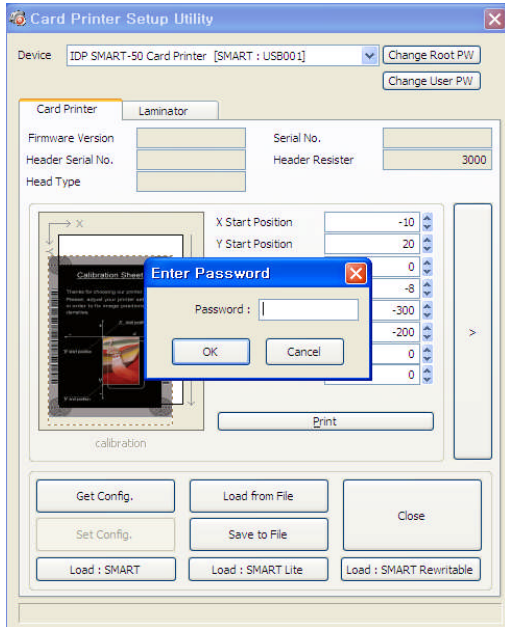 Card Printer Setup Utility
Device IDP SMART-50 Card Printer [SMART : USB001] Change Root PW
Change User PW
Card Printer Laminator
Firmware Version Serial No.
Header Serial No. Header Resister 3000
Head Type
X X Start Position -10
Y Y Start Position 20
Calibration Sheet Enter Password 0
-8
Password : -300
-200
OK Cancel 0 >
0
Print
calibration
Get Config. Load from File
Close
Set Config. Save to File
Load : SMART Load : SMART Lite Load : SMART Rewritable